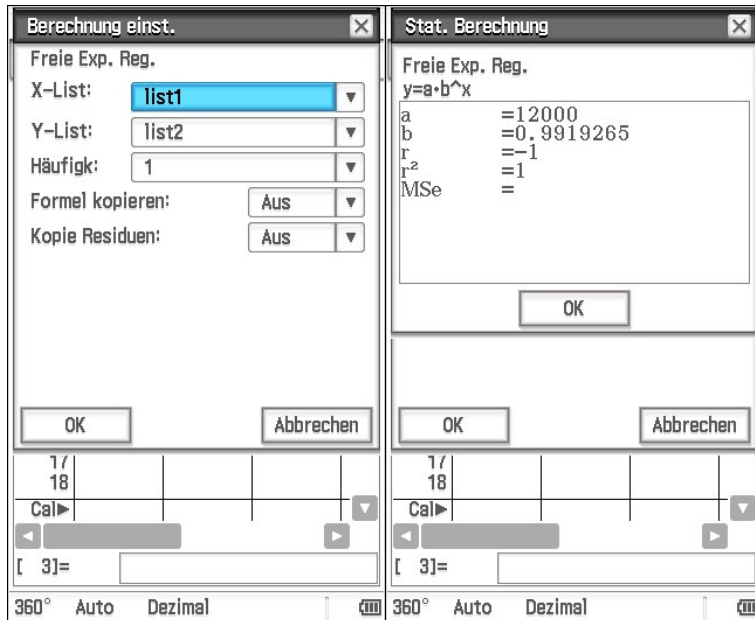 Berechnung einst.
Freie Exp. Reg.
X-List: list1
Y-List: list2
Häufigk: 1
Formel kopieren: Aus
Kopie Residuen: Aus
OK Abbrechen
17
18
Cal▶
[ 3]=
360° Auto Dezimal
Stat. Berechnung
Freie Exp. Reg.
y=a·b^x
a =12000
b =0.9919265
r =-1
r² =1
MSe =
OK
OK Abbrechen
17
18
Cal▶
[ 3]=
360° Auto Dezimal